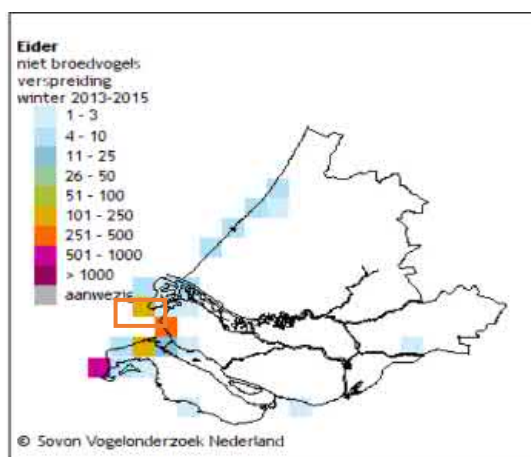 Eider
niet broedvogels
verspreiding
winter 2013-2015
1 - 3
4 - 10
11 - 25
26 - 50
51 - 100
101 - 250
251 - 500
501 - 1000
> 1000
aanwezig
© Sovon Vogelonderzoek Nederland